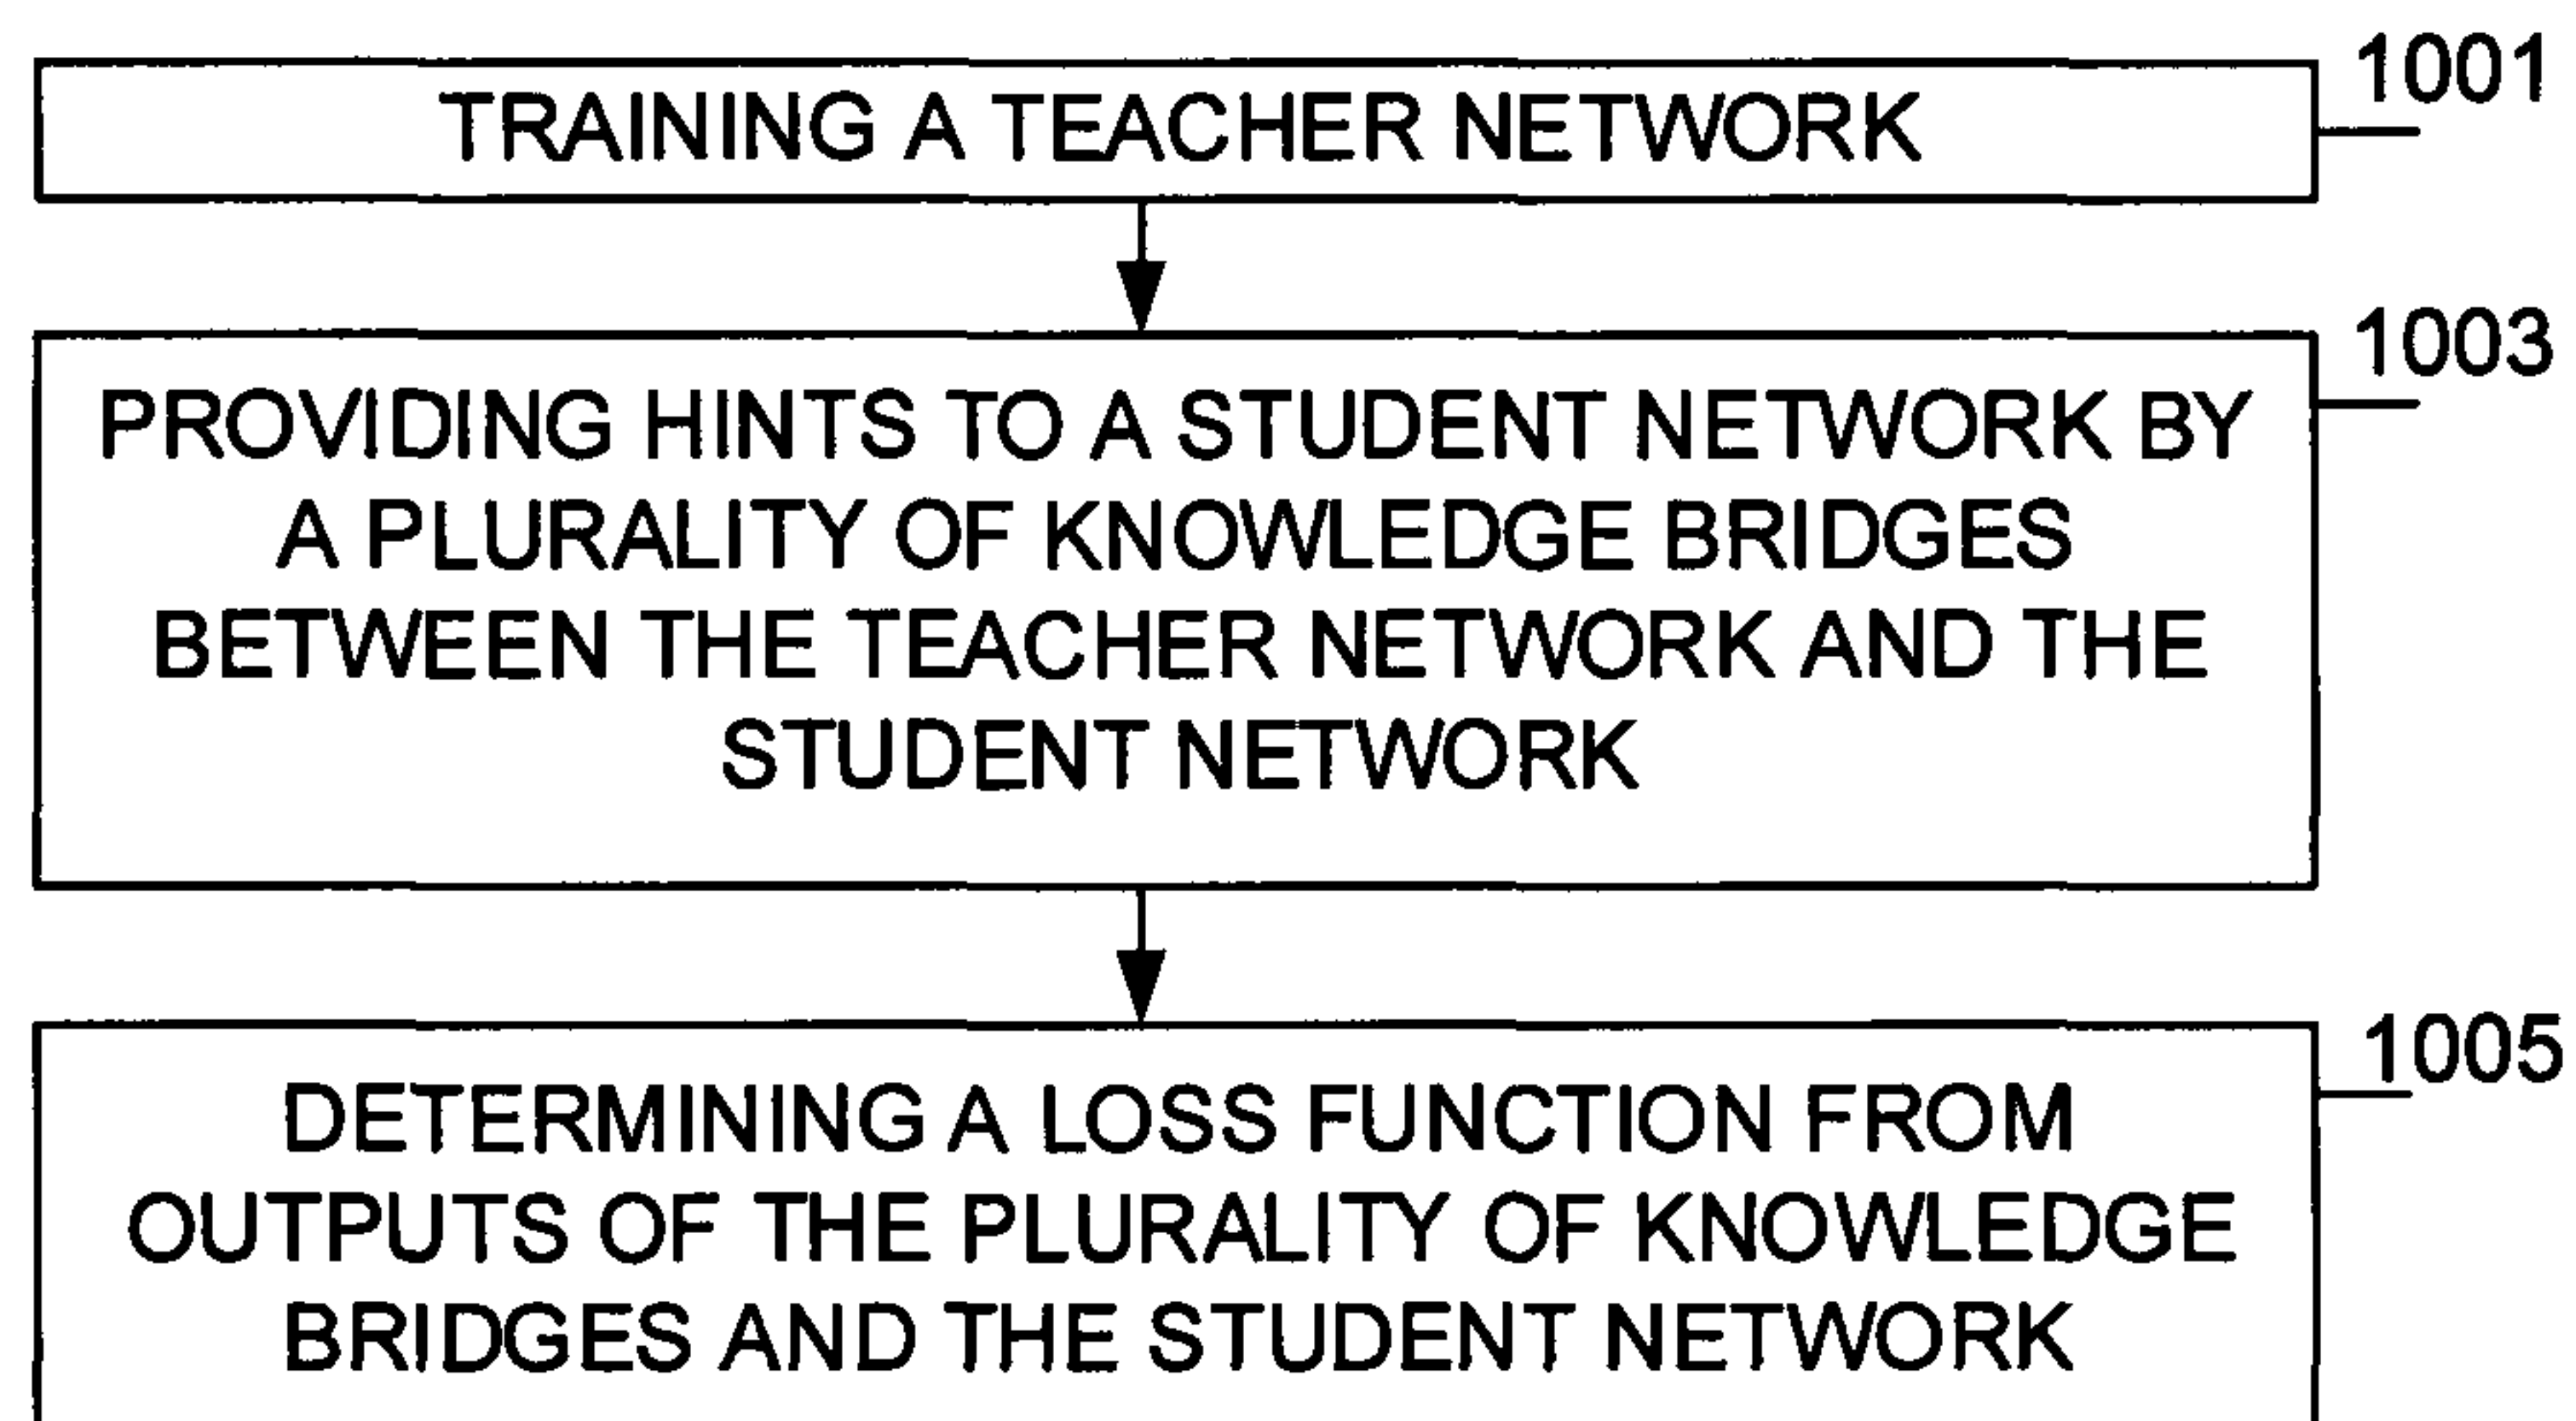 1001
TRAINING A TEACHER NETWORK
1003
PROVIDING HINTS TO A STUDENT NETWORK BY
A PLURALITY OF KNOWLEDGE BRIDGES
BETWEEN THE TEACHER NETWORK AND THE
STUDENT NETWORK
1005
DETERMINING A LOSS FUNCTION FROM
OUTPUTS OF THE PLURALITY OF KNOWLEDGE
BRIDGES AND THE STUDENT NETWORK